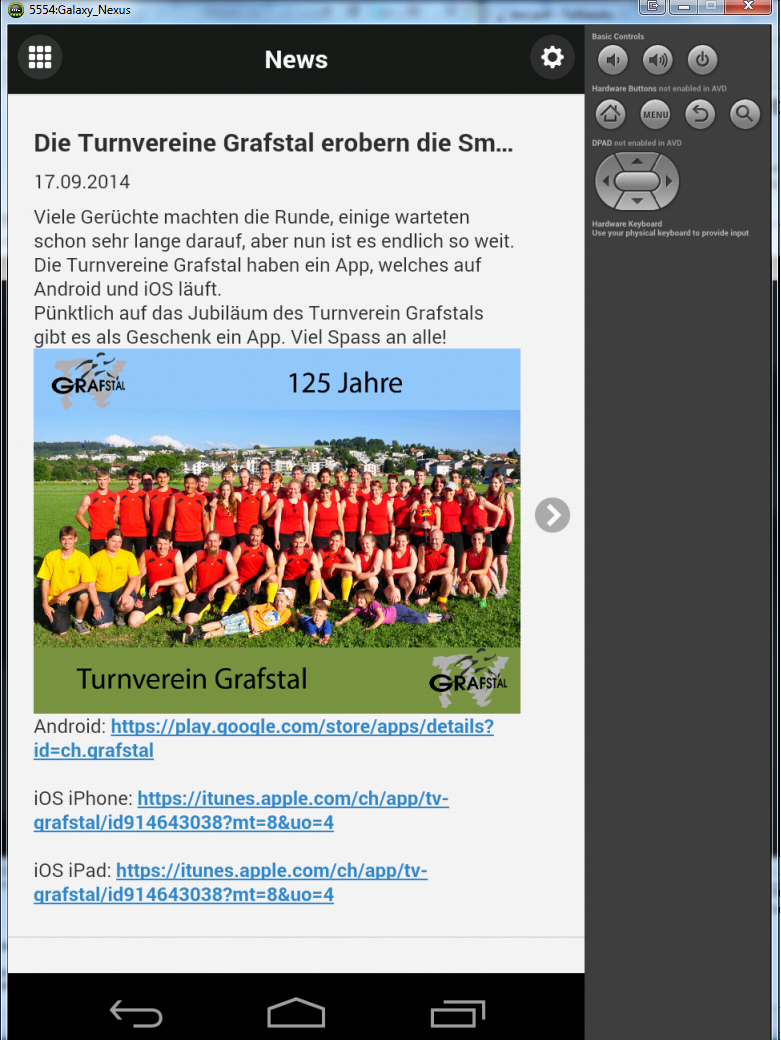 5554:Galaxy_Nexus
News
Basic Controls
Hardware Buttons not enabled in AVD
MENU
DPAD not enabled in AVD
Hardware Keyboard
Use your physical keyboard to provide input
Die Turnvereine Grafstal erobern die Sm...
17.09.2014
Viele Gerüchte machten die Runde, einige warteten
schon sehr lange darauf, aber nun ist es endlich so weit.
Die Turnvereine Grafstal haben ein App, welches auf
Android und iOS läuft.
Pünktlich auf das Jubiläum des Turnverein Grafstals
gibt es als Geschenk ein App. Viel Spass an alle!
GRAFSTAL
125 Jahre
Turnverein Grafstal
GRAFSTAL
Android: https://play.google.com/store/apps/details?
id=ch.grafstal
iOS iPhone: https://itunes.apple.com/ch/app/tv-
grafstal/id914643038?mt=8&uo=4
iOS iPad: https://itunes.apple.com/ch/app/tv-
grafstal/id914643038?mt=8&uo=4